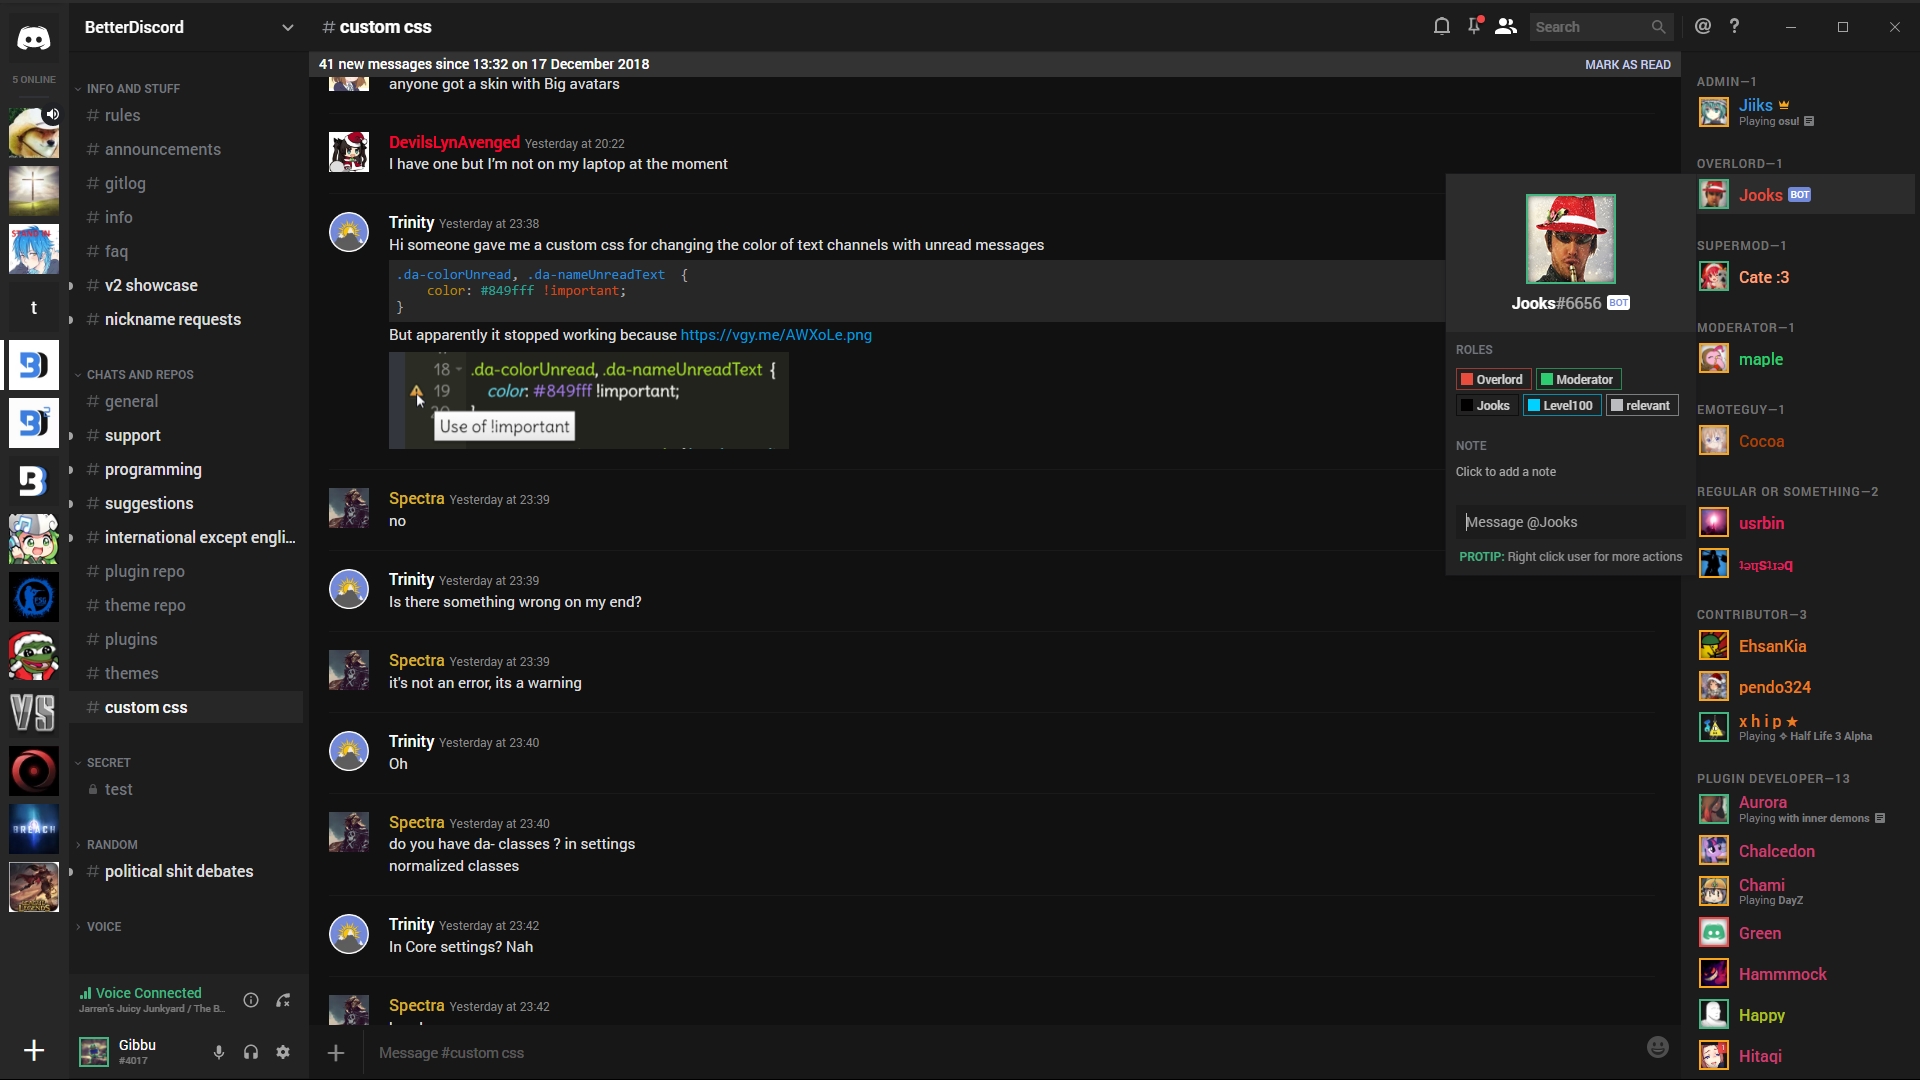 5 ONLINE
STAND IN
t
VS
BREACH
LEGENDS
BetterDiscord
INFO AND STUFF
# rules
# announcements
# gitlog
# info
# faq
# v2 showcase
# nickname requests
CHATS AND REPOS
# general
# support
# programming
# suggestions
# international except engli...
# plugin repo
# theme repo
# plugins
# themes
# custom css
SECRET
test
RANDOM
# political shit debates
VOICE
Voice Connected
Jarren's Juicy Junkyard / The B...
Gibbu
#4017
# custom css
Search
41 new messages since 13:32 on 17 December 2018
MARK AS READ
anyone got a skin with Big avatars
DevilsLynAvenged Yesterday at 20:22
I have one but I'm not on my laptop at the moment
Trinity Yesterday at 23:38
Hi someone gave me a custom css for changing the color of text channels with unread messages
.da-colorUnread, .da-nameUnreadText {
color: #849fff !important;
}
But apparently it stopped working because https://vgy.me/AWXoLe.png
18 .da-colorUnread, .da-nameUnreadText {
19 color: #849fff !important;
20 }
Use of !important
Spectra Yesterday at 23:39
no
Trinity Yesterday at 23:39
Is there something wrong on my end?
Spectra Yesterday at 23:39
it's not an error, its a warning
Trinity Yesterday at 23:40
Oh
Spectra Yesterday at 23:40
do you have da- classes ? in settings
normalized classes
Trinity Yesterday at 23:42
In Core settings? Nah
Spectra Yesterday at 23:42
Message #custom css
Jooks#6656 BOT
ROLES
Overlord Moderator
Jooks Level100 relevant
NOTE
Click to add a note
Message @Jooks
PROTIP: Right click user for more actions
ADMIN—1
Jiiks
Playing osu!
OVERLORD—1
Jooks BOT
SUPERMOD—1
Cate :3
MODERATOR—1
maple
EMOTEGUY—1
Cocoa
REGULAR OR SOMETHING—2
usrbin
CONTRIBUTOR—3
EhsanKia
pendo324
x h i p ★
Playing ✧ Half Life 3 Alpha
PLUGIN DEVELOPER—13
Aurora
Playing with inner demons
Chalcedon
Chami
Playing DayZ
Green
Hammmock
Happy
Hitaqi